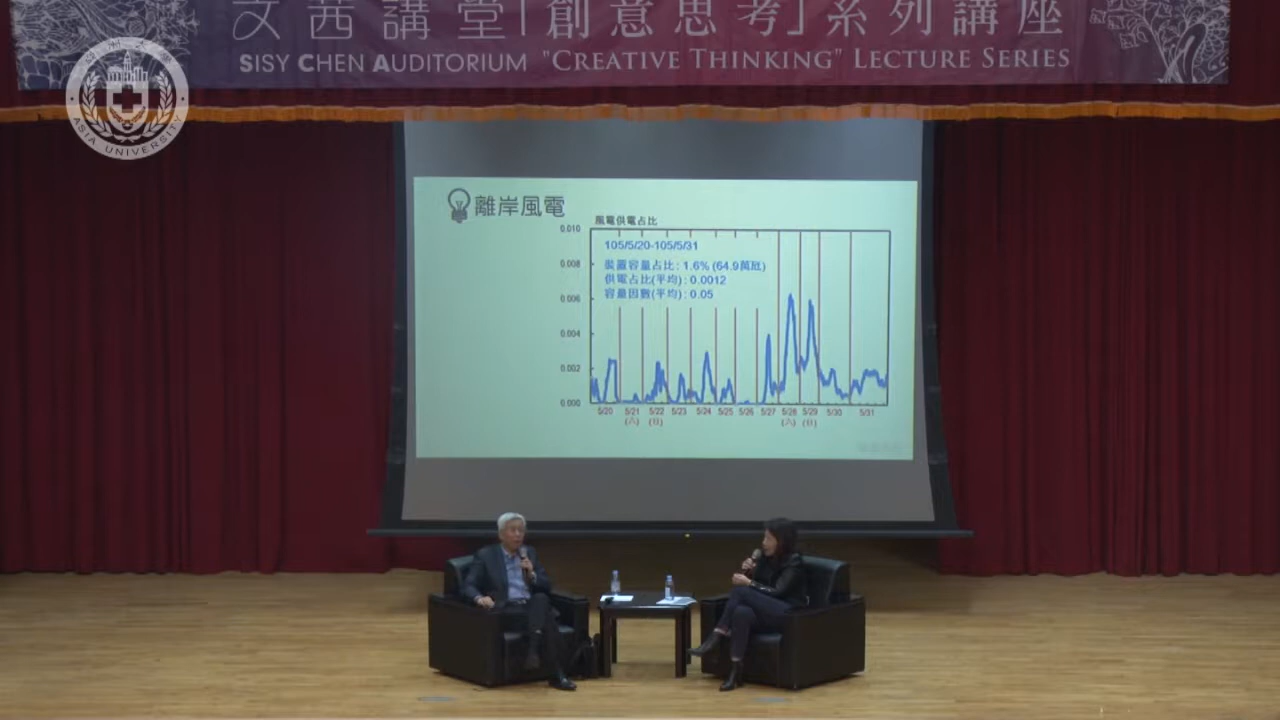 文茜講堂「創意思考」系列講座
SISY CHEN AUDITORIUM "CREATIVE THINKING" LECTURE SERIES
ASIA UNIVERSITY
離岸風電
風電供電占比
105/5/20-105/5/31
裝置容量占比: 1.6% (64.9萬瓩)
供電占比(平均): 0.0012
容量因數(平均): 0.05
0.010
0.008
0.006
0.004
0.002
0.000
5/20 5/21 5/22 5/23 5/24 5/25 5/26 5/27 5/28 5/29 5/30 5/31
(六) (日) (六) (日)